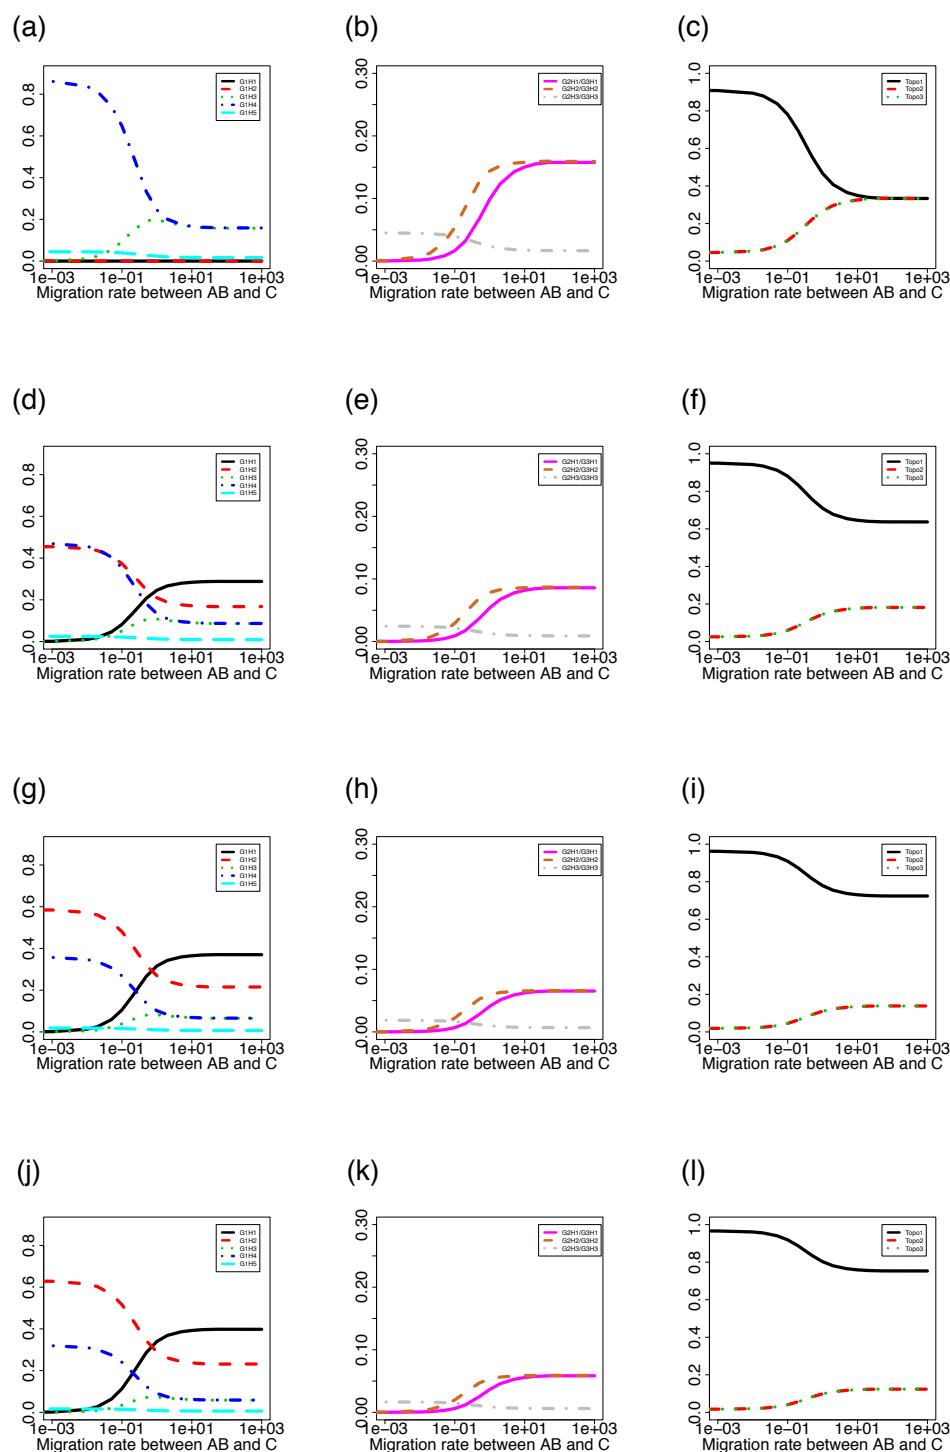 (a)
0.0 0.2 0.4 0.6 0.8
G1H1
G1H2
G1H3
G1H4
G1H5
1e−03 1e−01 1e+01 1e+03
Migration rate between AB and C
(b)
0.00 0.10 0.20 0.30
G2H1/G3H1
G2H2/G3H2
G2H3/G3H3
1e−03 1e−01 1e+01 1e+03
Migration rate between AB and C
(c)
0.0 0.2 0.4 0.6 0.8 1.0
Topo1
Topo2
Topo3
1e−03 1e−01 1e+01 1e+03
Migration rate between AB and C
(d)
0.0 0.2 0.4 0.6 0.8
G1H1
G1H2
G1H3
G1H4
G1H5
1e−03 1e−01 1e+01 1e+03
Migration rate between AB and C
(e)
0.00 0.10 0.20 0.30
G2H1/G3H1
G2H2/G3H2
G2H3/G3H3
1e−03 1e−01 1e+01 1e+03
Migration rate between AB and C
(f)
0.0 0.2 0.4 0.6 0.8 1.0
Topo1
Topo2
Topo3
1e−03 1e−01 1e+01 1e+03
Migration rate between AB and C
(g)
0.0 0.2 0.4 0.6 0.8
G1H1
G1H2
G1H3
G1H4
G1H5
1e−03 1e−01 1e+01 1e+03
Migration rate between AB and C
(h)
0.00 0.10 0.20 0.30
G2H1/G3H1
G2H2/G3H2
G2H3/G3H3
1e−03 1e−01 1e+01 1e+03
Migration rate between AB and C
(i)
0.0 0.2 0.4 0.6 0.8 1.0
Topo1
Topo2
Topo3
1e−03 1e−01 1e+01 1e+03
Migration rate between AB and C
(j)
0.0 0.2 0.4 0.6 0.8
G1H1
G1H2
G1H3
G1H4
G1H5
1e−03 1e−01 1e+01 1e+03
Migration rate between AB and C
(k)
0.00 0.10 0.20 0.30
G2H1/G3H1
G2H2/G3H2
G2H3/G3H3
1e−03 1e−01 1e+01 1e+03
Migration rate between AB and C
(l)
0.0 0.2 0.4 0.6 0.8 1.0
Topo1
Topo2
Topo3
1e−03 1e−01 1e+01 1e+03
Migration rate between AB and C